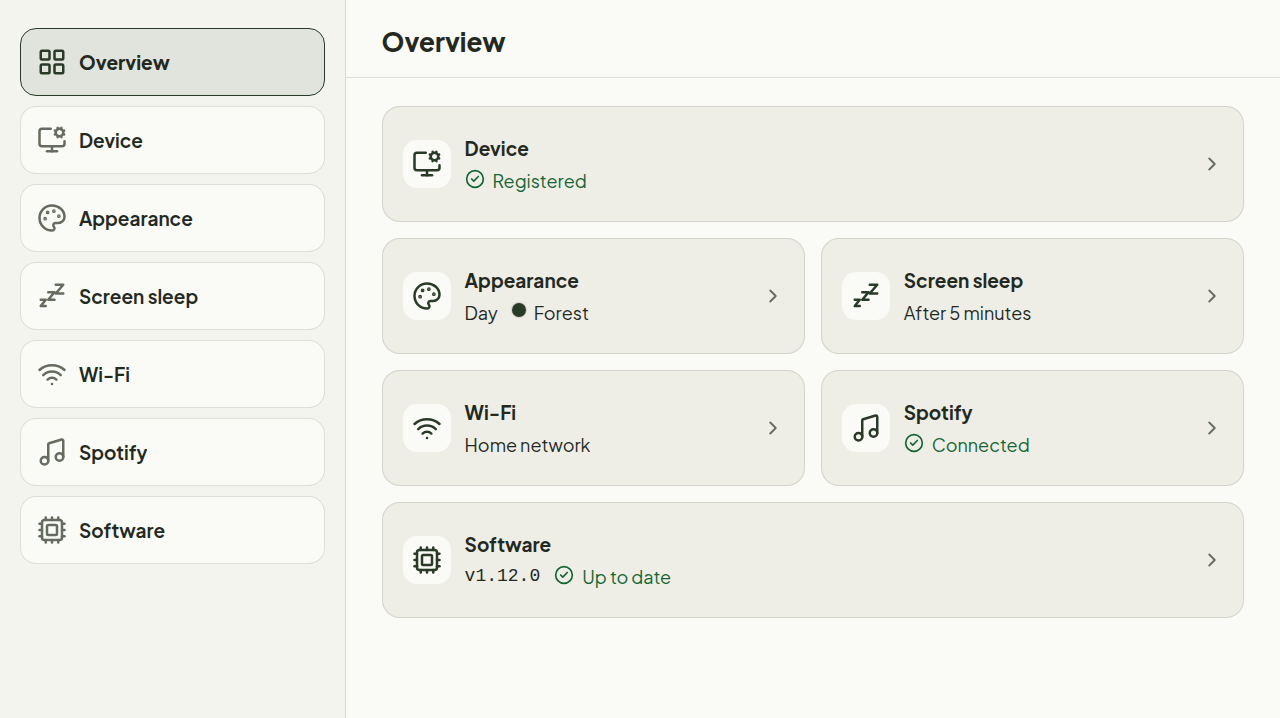 Overview
Device
Appearance
Screen sleep
Wi-Fi
Spotify
Software
Overview
Device
Registered
Appearance
Day Forest
Screen sleep
After 5 minutes
Wi-Fi
Home network
Spotify
Connected
Software
v1.12.0 Up to date